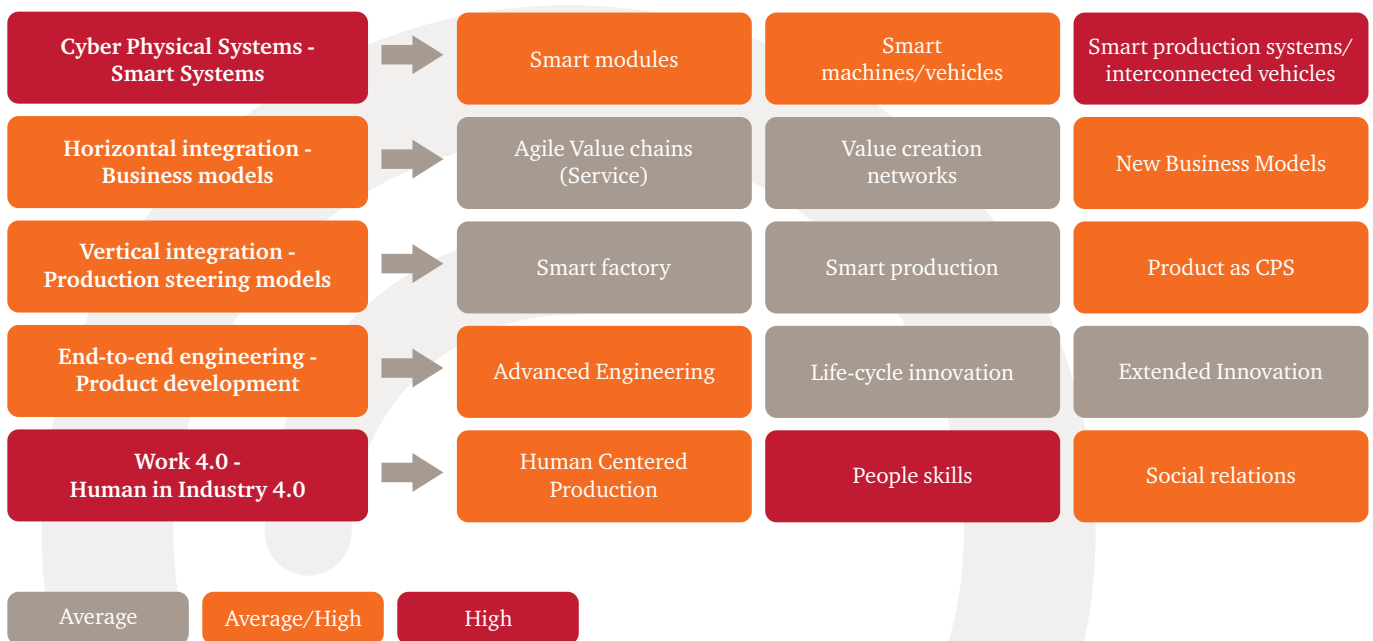 Cyber Physical Systems -
Smart Systems
Smart modules
Smart
machines/vehicles
Smart production systems/
interconnected vehicles
Horizontal integration -
Business models
Agile Value chains
(Service)
Value creation
networks
New Business Models
Vertical integration -
Production steering models
Smart factory
Smart production
Product as CPS
End-to-end engineering -
Product development
Advanced Engineering
Life-cycle innovation
Extended Innovation
Work 4.0 -
Human in Industry 4.0
Human Centered
Production
People skills
Social relations
Average
Average/High
High